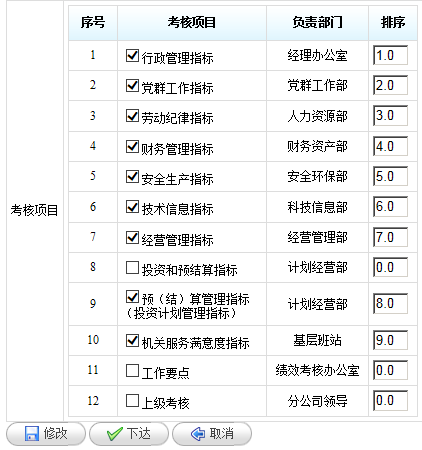 序号 考核项目 负责部门 排序
1 行政管理指标 经理办公室 1.0
2 党群工作指标 党群工作部 2.0
3 劳动纪律指标 人力资源部 3.0
4 财务管理指标 财务资产部 4.0
5 安全生产指标 安全环保部 5.0
6 技术信息指标 科技信息部 6.0
考核项目
7 经营管理指标 经营管理部 7.0
8 投资和预结算指标 计划经营部 0.0
9 预（结）算管理指标
（投资计划管理指标） 计划经营部 8.0
10 机关服务满意度指标 基层班站 9.0
11 工作要点 绩效考核办公室 0.0
12 上级考核 分公司领导 0.0
修改 下达 取消